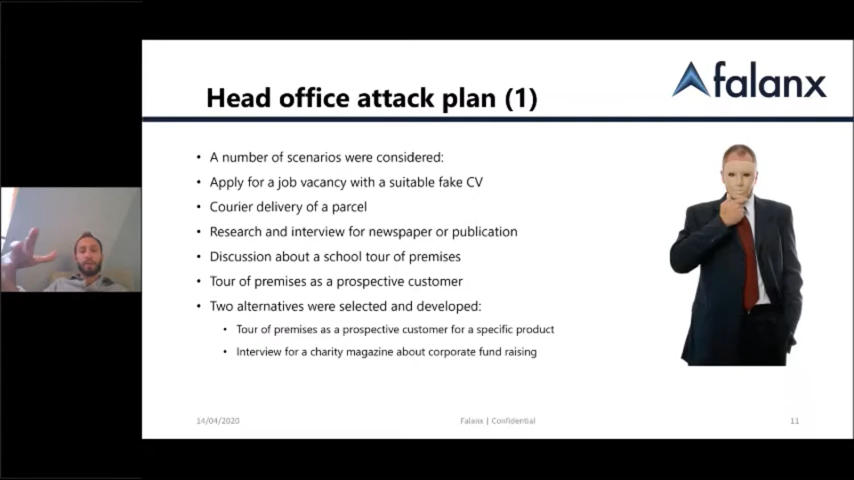 falanx
Head office attack plan (1)
• A number of scenarios were considered:
• Apply for a job vacancy with a suitable fake CV
• Courier delivery of a parcel
• Research and interview for newspaper or publication
• Discussion about a school tour of premises
• Tour of premises as a prospective customer
• Two alternatives were selected and developed:
• Tour of premises as a prospective customer for a specific product
• Interview for a charity magazine about corporate fund raising
14/04/2020
Falanx | Confidential
11